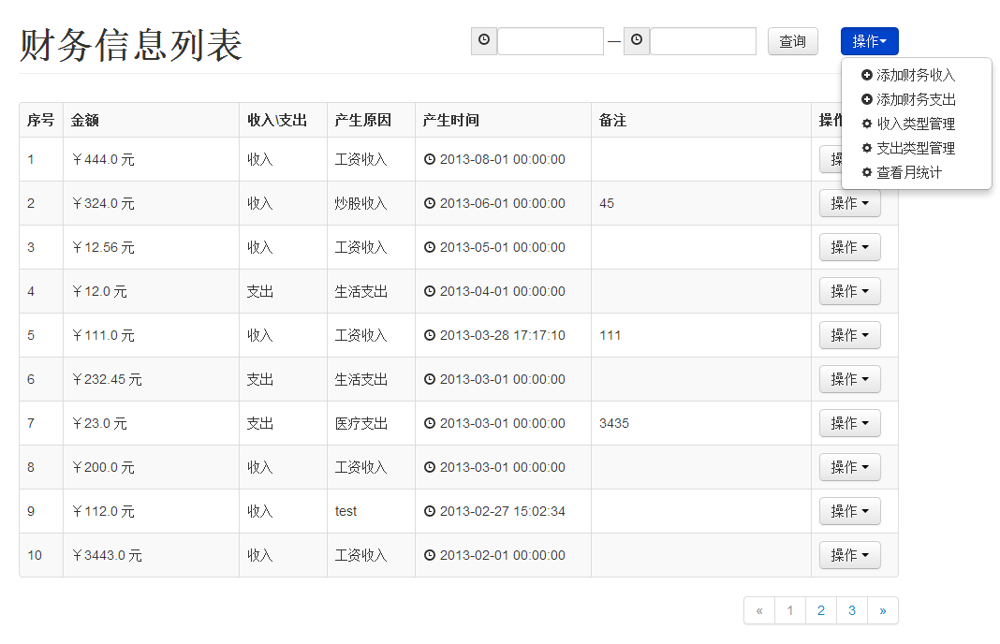 财务信息列表
— 查询 操作
添加财务收入
添加财务支出
收入类型管理
支出类型管理
查看月统计
序号 金额 收入\支出 产生原因 产生时间 备注 操作
1 ¥444.0 元 收入 工资收入 2013-08-01 00:00:00 操
2 ¥324.0 元 收入 炒股收入 2013-06-01 00:00:00 45 操作
3 ¥12.56 元 收入 工资收入 2013-05-01 00:00:00 操作
4 ¥12.0 元 支出 生活支出 2013-04-01 00:00:00 操作
5 ¥111.0 元 收入 工资收入 2013-03-28 17:17:10 111 操作
6 ¥232.45 元 支出 生活支出 2013-03-01 00:00:00 操作
7 ¥23.0 元 支出 医疗支出 2013-03-01 00:00:00 3435 操作
8 ¥200.0 元 收入 工资收入 2013-03-01 00:00:00 操作
9 ¥112.0 元 收入 test 2013-02-27 15:02:34 操作
10 ¥3443.0 元 收入 工资收入 2013-02-01 00:00:00 操作
« 1 2 3 »